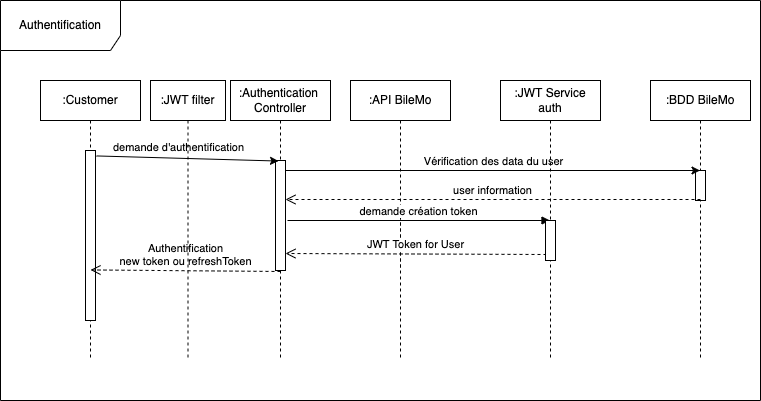 Authentification
:Customer
:JWT filter
:Authentication
Controller
:API BileMo
:JWT Service
auth
:BDD BileMo
demande d'authentification
Vérification des data du user
user information
demande création token
JWT Token for User
Authentification
new token ou refreshToken